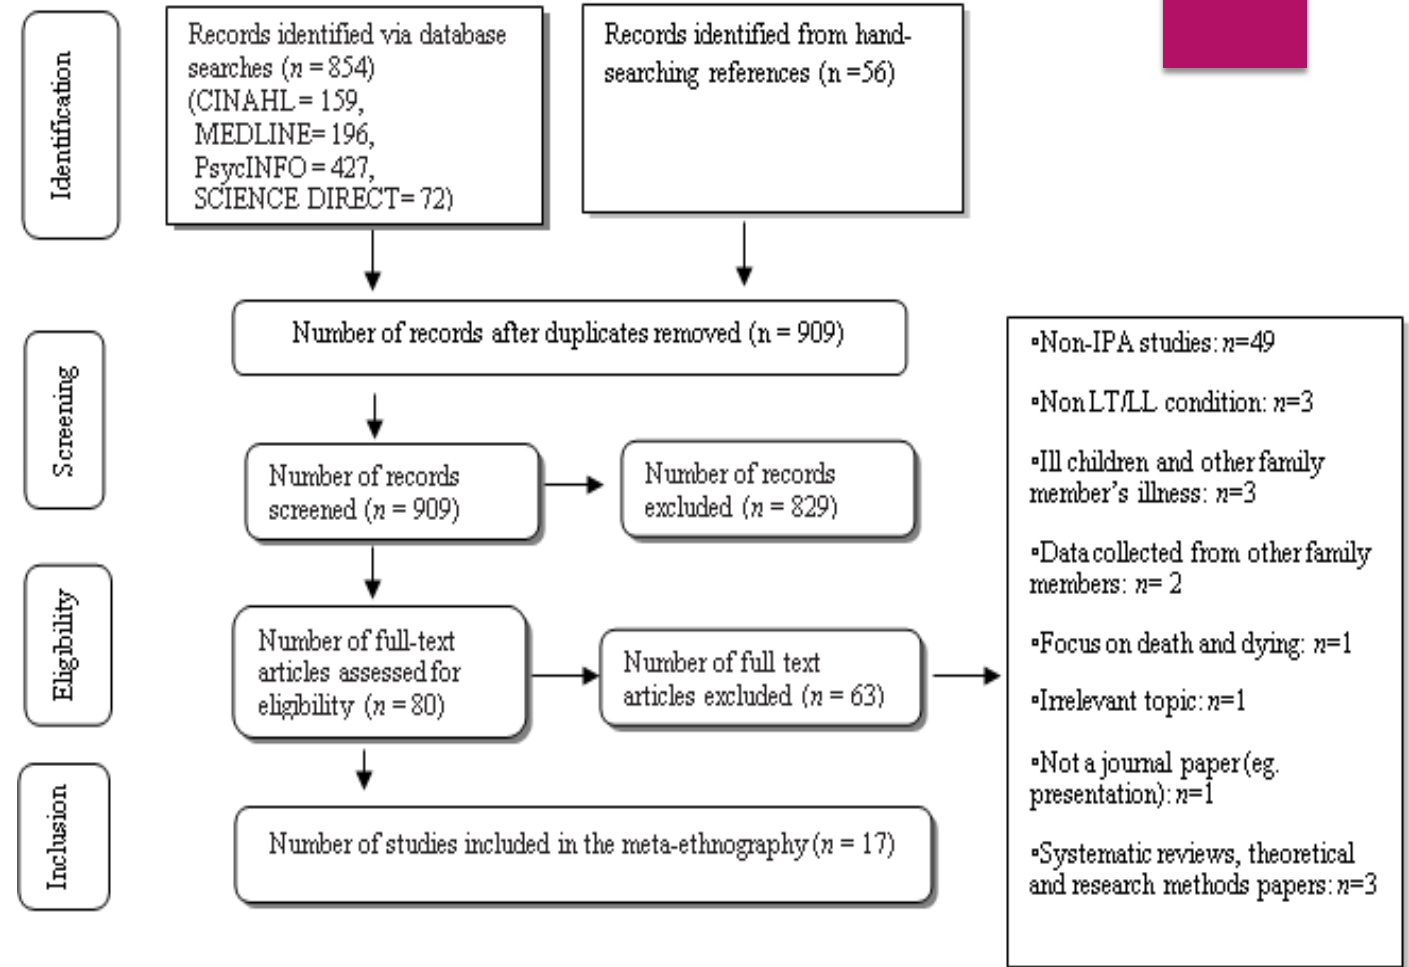 Identification
Records identified via database
searches (n = 854)
(CINAHL = 159,
MEDLINE= 196,
PsycINFO = 427,
SCIENCE DIRECT= 72)
Records identified from hand-
searching references (n =56)
Screening
Number of records after duplicates removed (n = 909)
Number of records
screened (n = 909)
Number of records
excluded (n = 829)
Eligibility
Number of full-text
articles assessed for
eligibility (n = 80)
Number of full text
articles excluded (n = 63)
▫Non-IPA studies: n=49
▫Non LT/LL condition: n=3
▫Ill children and other family
member’s illness: n=3
▫Data collected from other family
members: n= 2
▫Focus on death and dying: n=1
▫Irrelevant topic: n=1
▫Not a journal paper (eg.
presentation): n=1
▫Systematic reviews, theoretical
and research methods papers: n=3
Inclusion
Number of studies included in the meta-ethnography (n = 17)